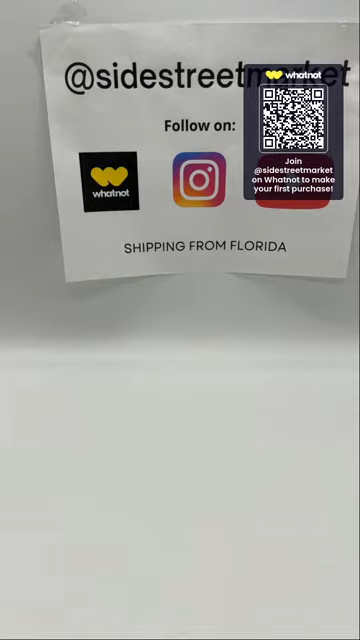 @sidestreetmarket
Follow on:
whatnot
SHIPPING FROM FLORIDA
whatnot
Join
@sidestreetmarket
on Whatnot to make
your first purchase!